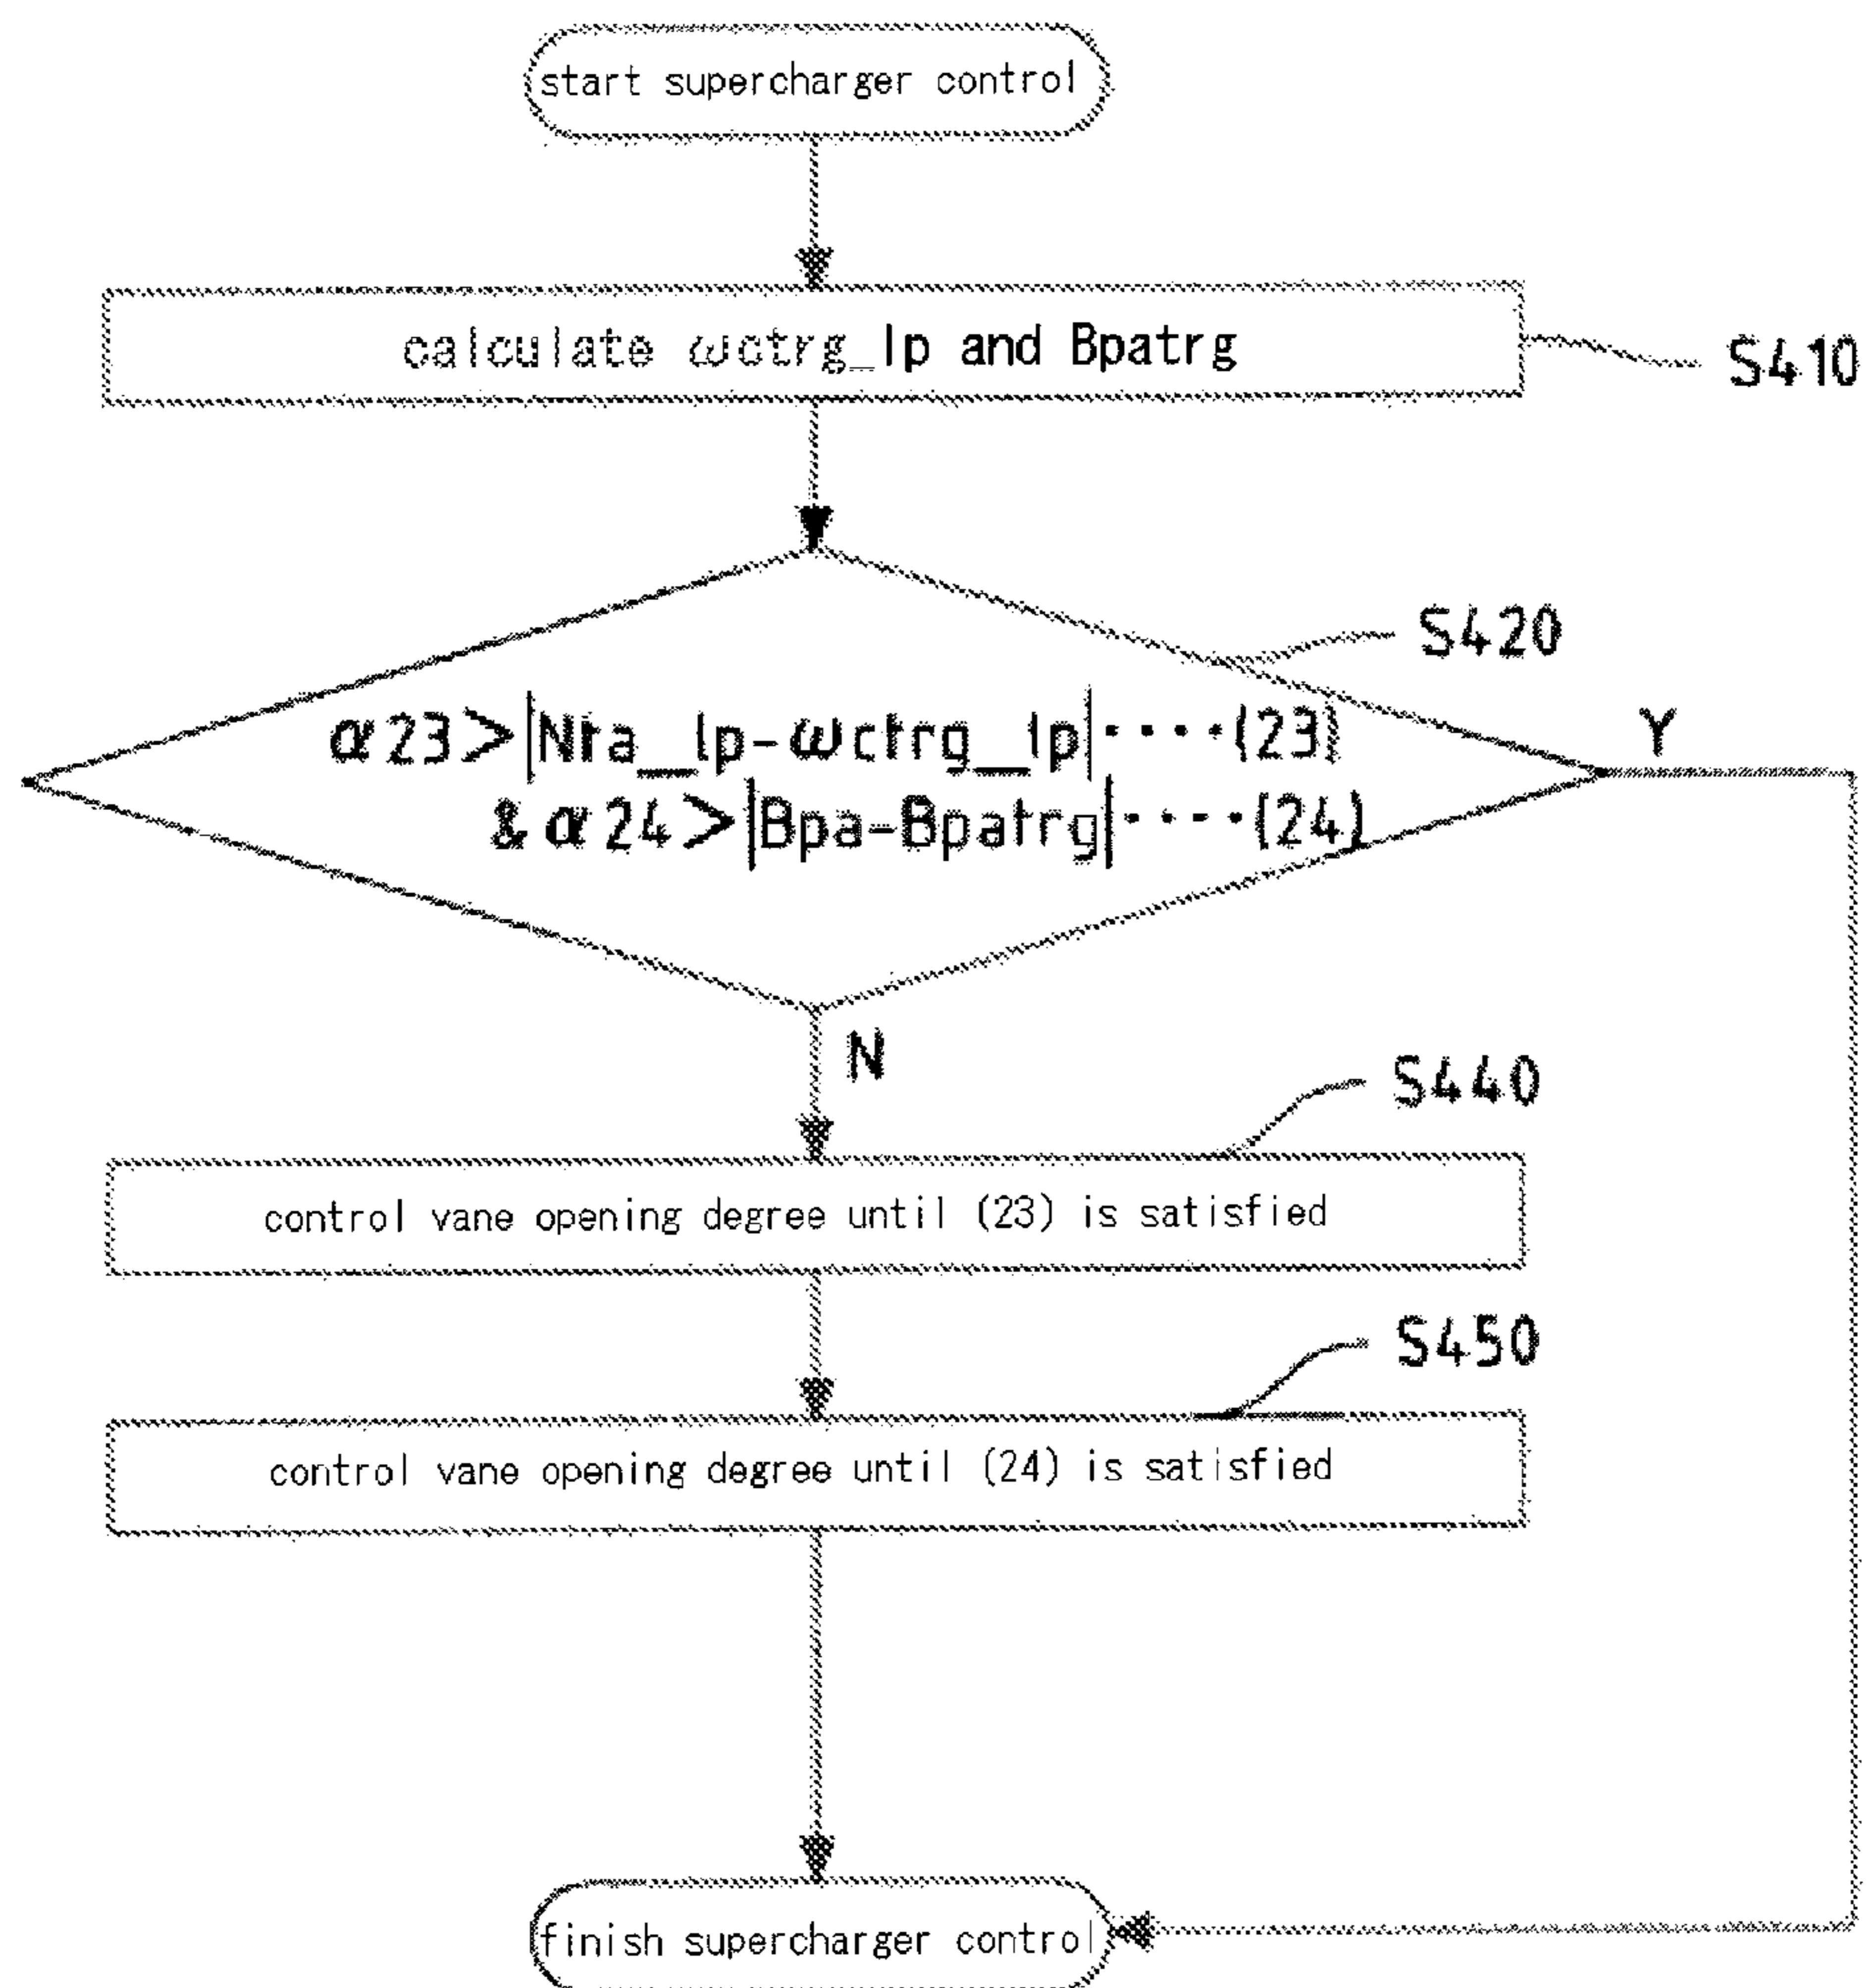 start supercharger control
calculate ωctrg_lp and Bpatrg
S410
S420
α23>|Nta_lp-ωctrg_lp|····(23)
&α24>|Bpa-Bpatrg|····(24)
Y
N
S440
control vane opening degree until (23) is satisfied
S450
control vane opening degree until (24) is satisfied
finish supercharger control